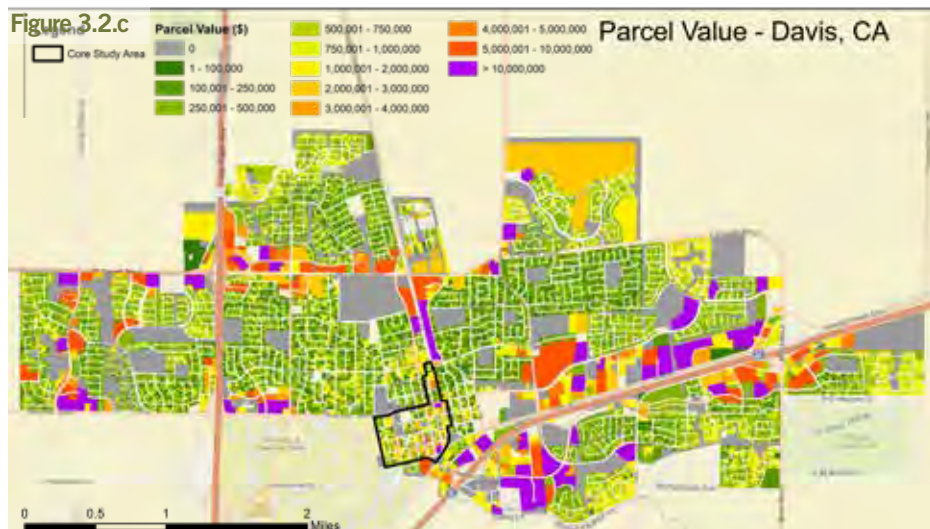 Figure 3.2.c
Legend
Core Study Area
Parcel Value ($)
0
1 - 100,000
100,001 - 250,000
250,001 - 500,000
500,001 - 750,000
750,001 - 1,000,000
1,000,001 - 2,000,000
2,000,001 - 3,000,000
3,000,001 - 4,000,000
4,000,001 - 5,000,000
5,000,001 - 10,000,000
> 10,000,000
Parcel Value - Davis, CA
0 0.5 1 2
Miles